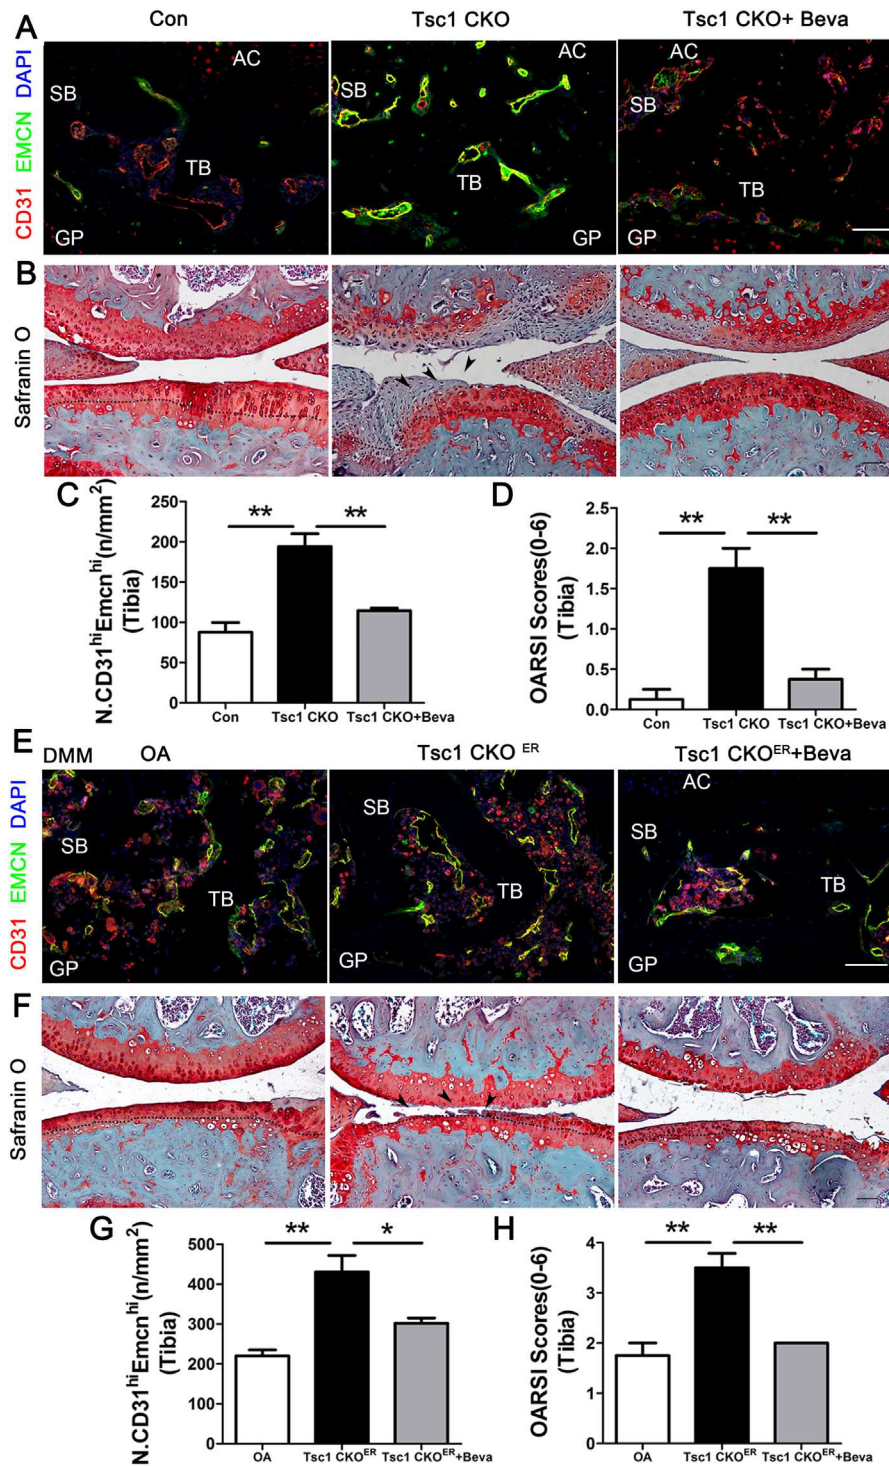 A Con Tsc1 CKO Tsc1 CKO+ Beva
CD31 EMCN DAPI
SB AC TB GP
TB GP
AC SB TB
B
Safranin O
C
N.CD31hiEmcnhi(n/mm2)
(Tibia)
250
200
150
100
50
0
** **
Con Tsc1 CKO Tsc1 CKO+Beva
D
OARSI Scores(0-6)
(Tibia)
2.5
2.0
1.5
1.0
0.5
0.0
** **
Con Tsc1 CKO Tsc1 CKO+Beva
E DMM OA Tsc1 CKO ER Tsc1 CKOER+Beva
CD31 EMCN DAPI
SB TB GP
SB TB GP
AC SB TB GP
F
Safranin O
G
N.CD31hiEmcnhi(n/mm2)
(Tibia)
500
400
300
200
100
0
** *
OA Tsc1 CKOER Tsc1 CKOER+Beva
H
OARSI Scores(0-6)
(Tibia)
4
3
2
1
0
** **
OA Tsc1 CKOER Tsc1 CKOER+Beva